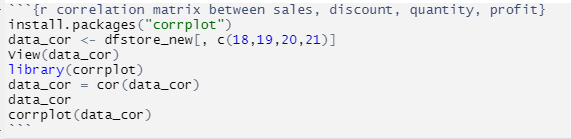 ```{r correlation matrix between sales, discount, quantity, profit}
install.packages("corrplot")
data_cor <- dfstore_new[, c(18,19,20,21)]
View(data_cor)
library(corrplot)
data_cor = cor(data_cor)
data_cor
corrplot(data_cor)
```